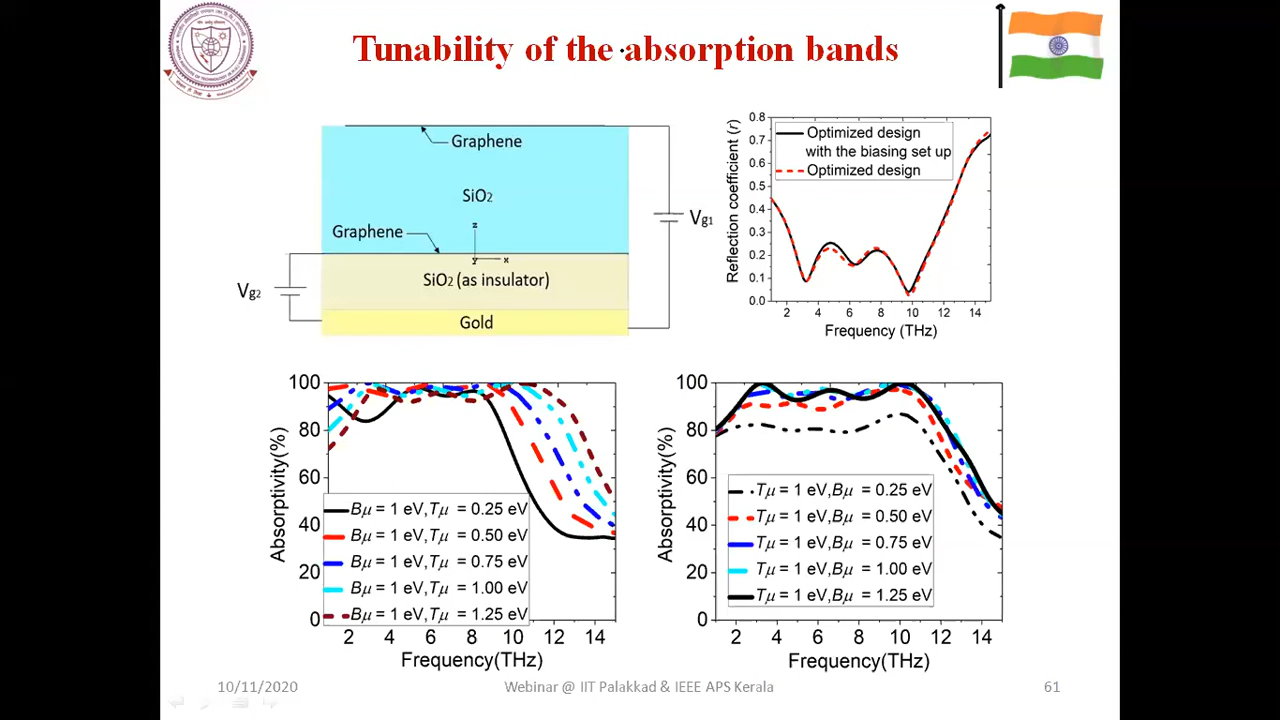 Tunability of the absorption bands
Graphene
SiO2
z
Graphene
y
x
SiO2 (as insulator)
Gold
Vg1
Vg2
0.8
0.7
0.6
0.5
0.4
0.3
0.2
0.1
0.0
Reflection coefficient (r)
Optimized design
with the biasing set up
Optimized design
2 4 6 8 10 12 14
Frequency (THz)
100
80
60
40
20
0
Absorptivity(%)
Bμ = 1 eV,Tμ = 0.25 eV
Bμ = 1 eV,Tμ = 0.50 eV
Bμ = 1 eV,Tμ = 0.75 eV
Bμ = 1 eV,Tμ = 1.00 eV
Bμ = 1 eV,Tμ = 1.25 eV
2 4 6 8 10 12 14
Frequency(THz)
100
80
60
40
20
0
Absorptivity(%)
Tμ = 1 eV,Bμ = 0.25 eV
Tμ = 1 eV,Bμ = 0.50 eV
Tμ = 1 eV,Bμ = 0.75 eV
Tμ = 1 eV,Bμ = 1.00 eV
Tμ = 1 eV,Bμ = 1.25 eV
2 4 6 8 10 12 14
Frequency(THz)
10/11/2020
Webinar @ IIT Palakkad & IEEE APS Kerala
61